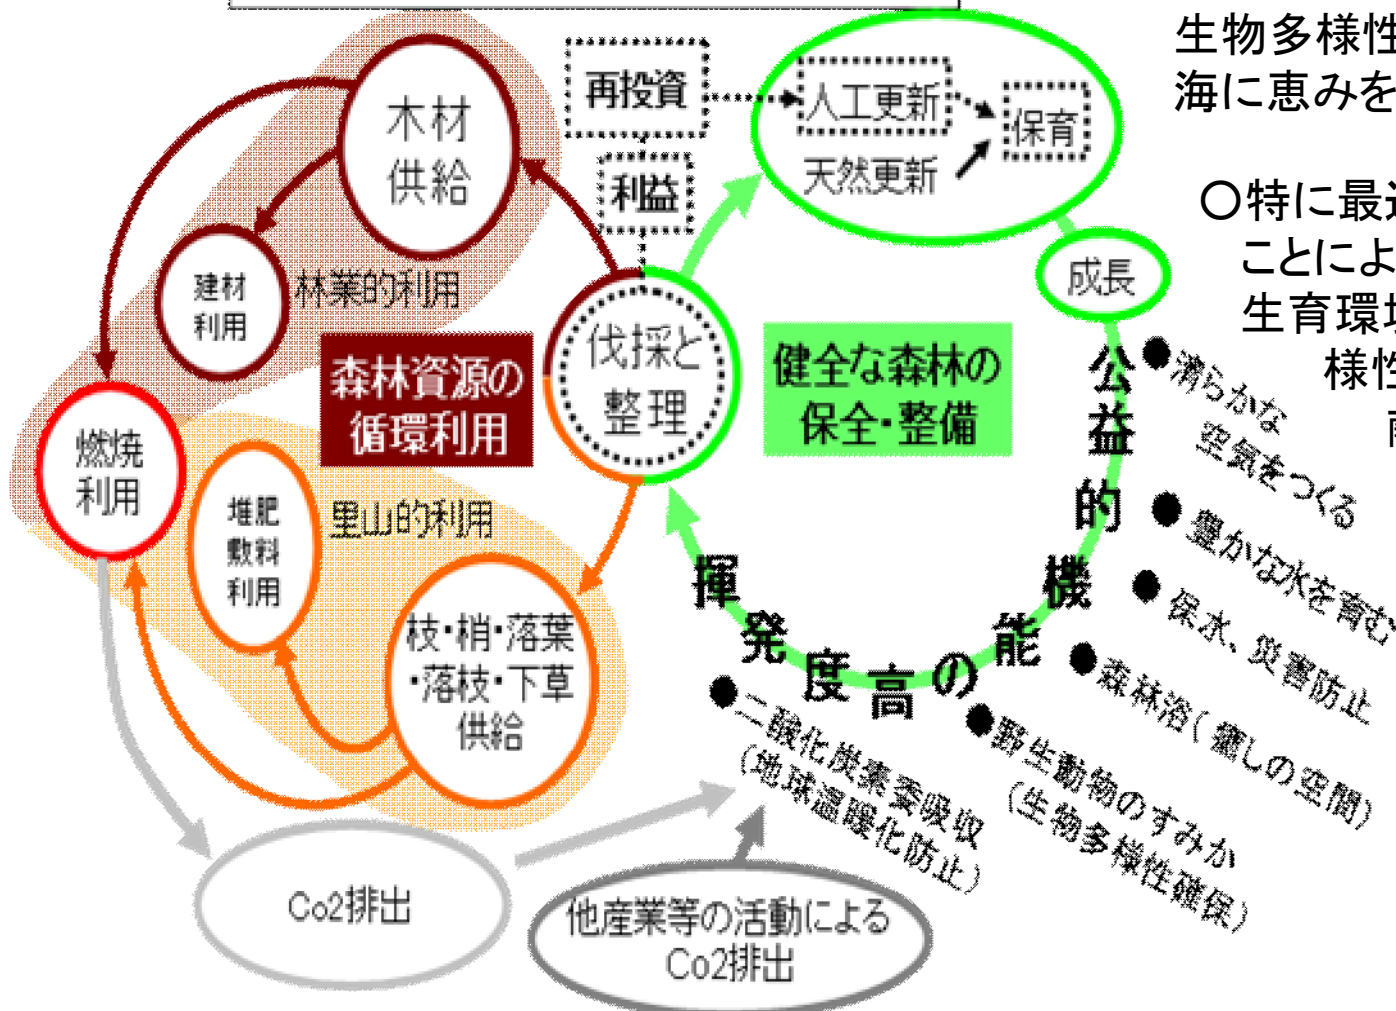 生物多様性
海に恵みを
〇特に最近
ことによ
生育環境
様性
再投資
利益
人工更新
天然更新
保育
成長
木材
供給
建材
利用
林業的利用
森林資源の
循環利用
伐採と
整理
健全な森林の
保全・整備
燃焼
利用
堆肥
敷料
利用
里山的利用
枝・梢・落葉
・落枝・下草
供給
公益的機能の高度発揮
●清らかな
空気をつくる
●豊かな水を育む
●保水、災害防止
●森林浴（癒しの空間）
●野生動物のすみか
（生物多様性確保）
●二酸化炭素委吸収
（地球温暖化防止）
Co2排出
他産業等の活動による
Co2排出